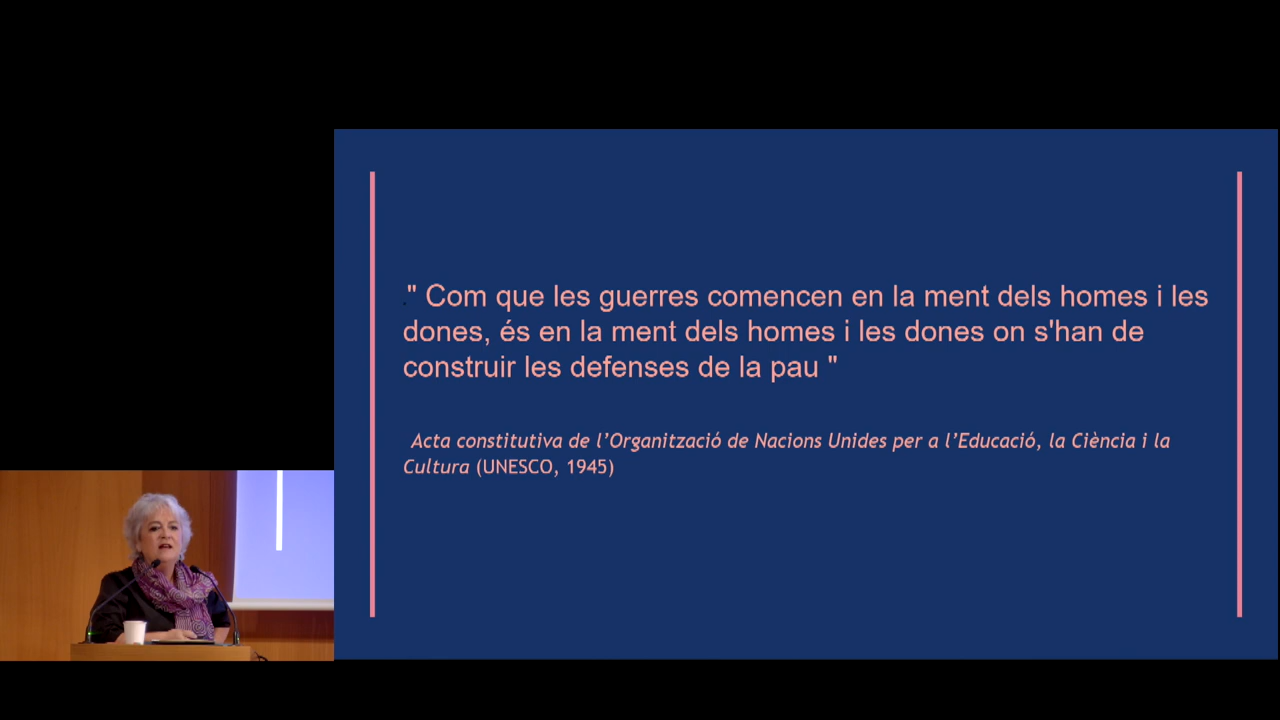 ." Com que les guerres comencen en la ment dels homes i les
dones, és en la ment dels homes i les dones on s'han de
construir les defenses de la pau "
Acta constitutiva de l’Organització de Nacions Unides per a l’Educació, la Ciència i la
Cultura (UNESCO, 1945)